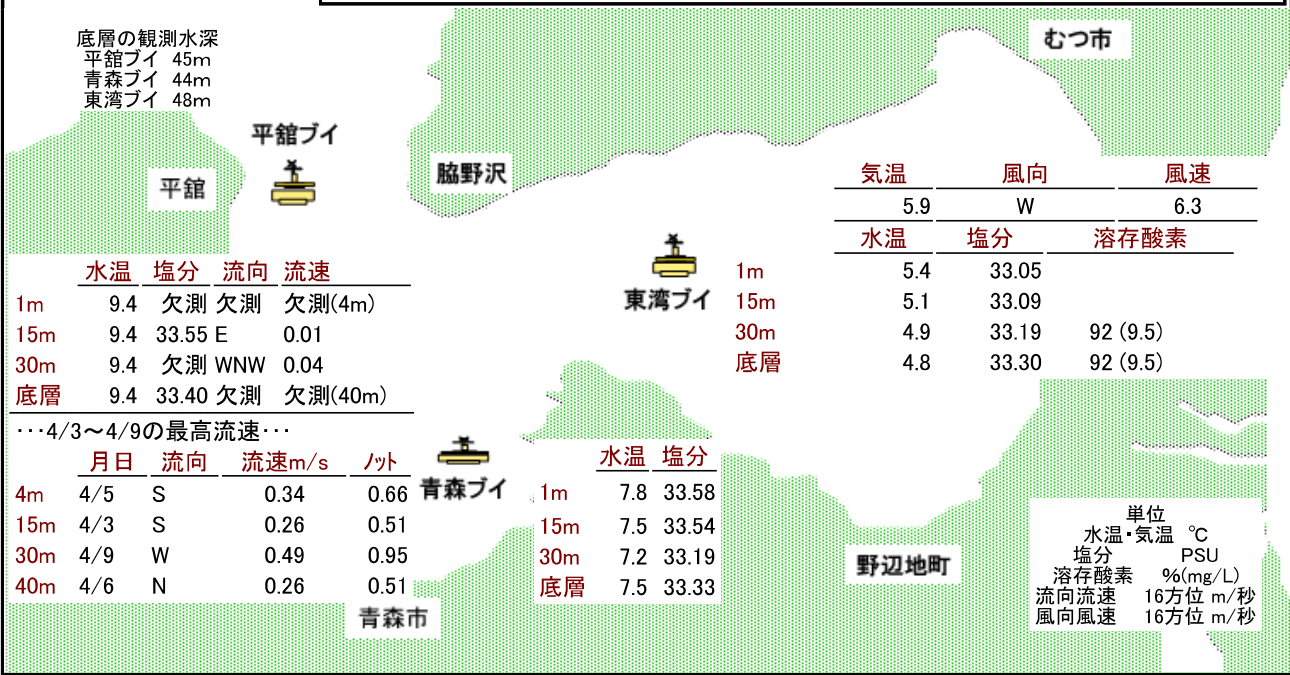 底層の観測水深
平舘ブイ 45m
青森ブイ 44m
東湾ブイ 48m
むつ市
平舘ブイ
平舘
脇野沢
気温 風向 風速
5.9 W 6.3
水温 塩分 溶存酸素
1m 5.4 33.05
15m 5.1 33.09
30m 4.9 33.19 92 (9.5)
底層 4.8 33.30 92 (9.5)
東湾ブイ
水温 塩分 流向 流速
1m 9.4 欠測 欠測 欠測(4m)
15m 9.4 33.55 E 0.01
30m 9.4 欠測 WNW 0.04
底層 9.4 33.40 欠測 欠測(40m)
…4/3～4/9の最高流速…
月日 流向 流速m/s ノット
4m 4/5 S 0.34 0.66
15m 4/3 S 0.26 0.51
30m 4/9 W 0.49 0.95
40m 4/6 N 0.26 0.51
青森ブイ
水温 塩分
1m 7.8 33.58
15m 7.5 33.54
30m 7.2 33.19
底層 7.5 33.33
青森市
野辺地町
単位
水温・気温 ℃
塩分 PSU
溶存酸素 %(mg/L)
流向流速 16方位 m/秒
風向風速 16方位 m/秒